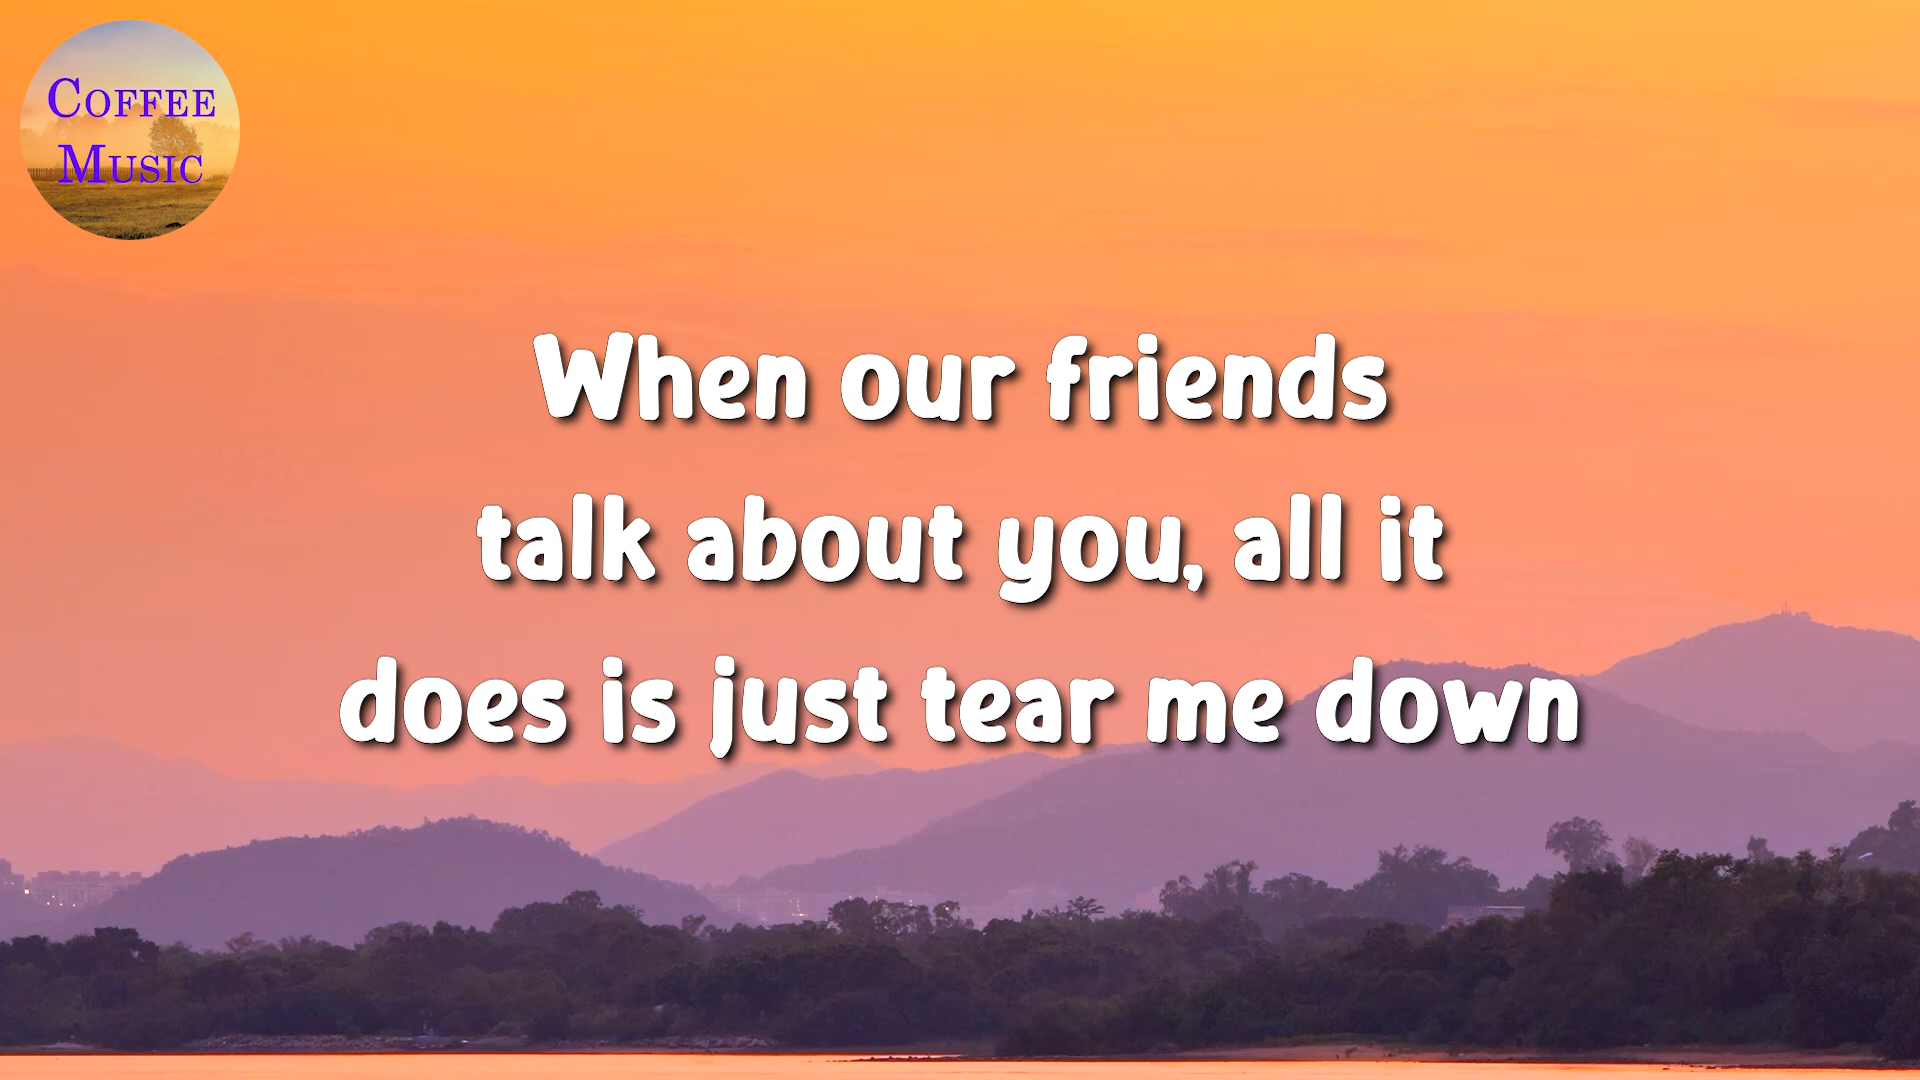 COFFEE
MUSIC
When our friends
talk about you, all it
does is just tear me down